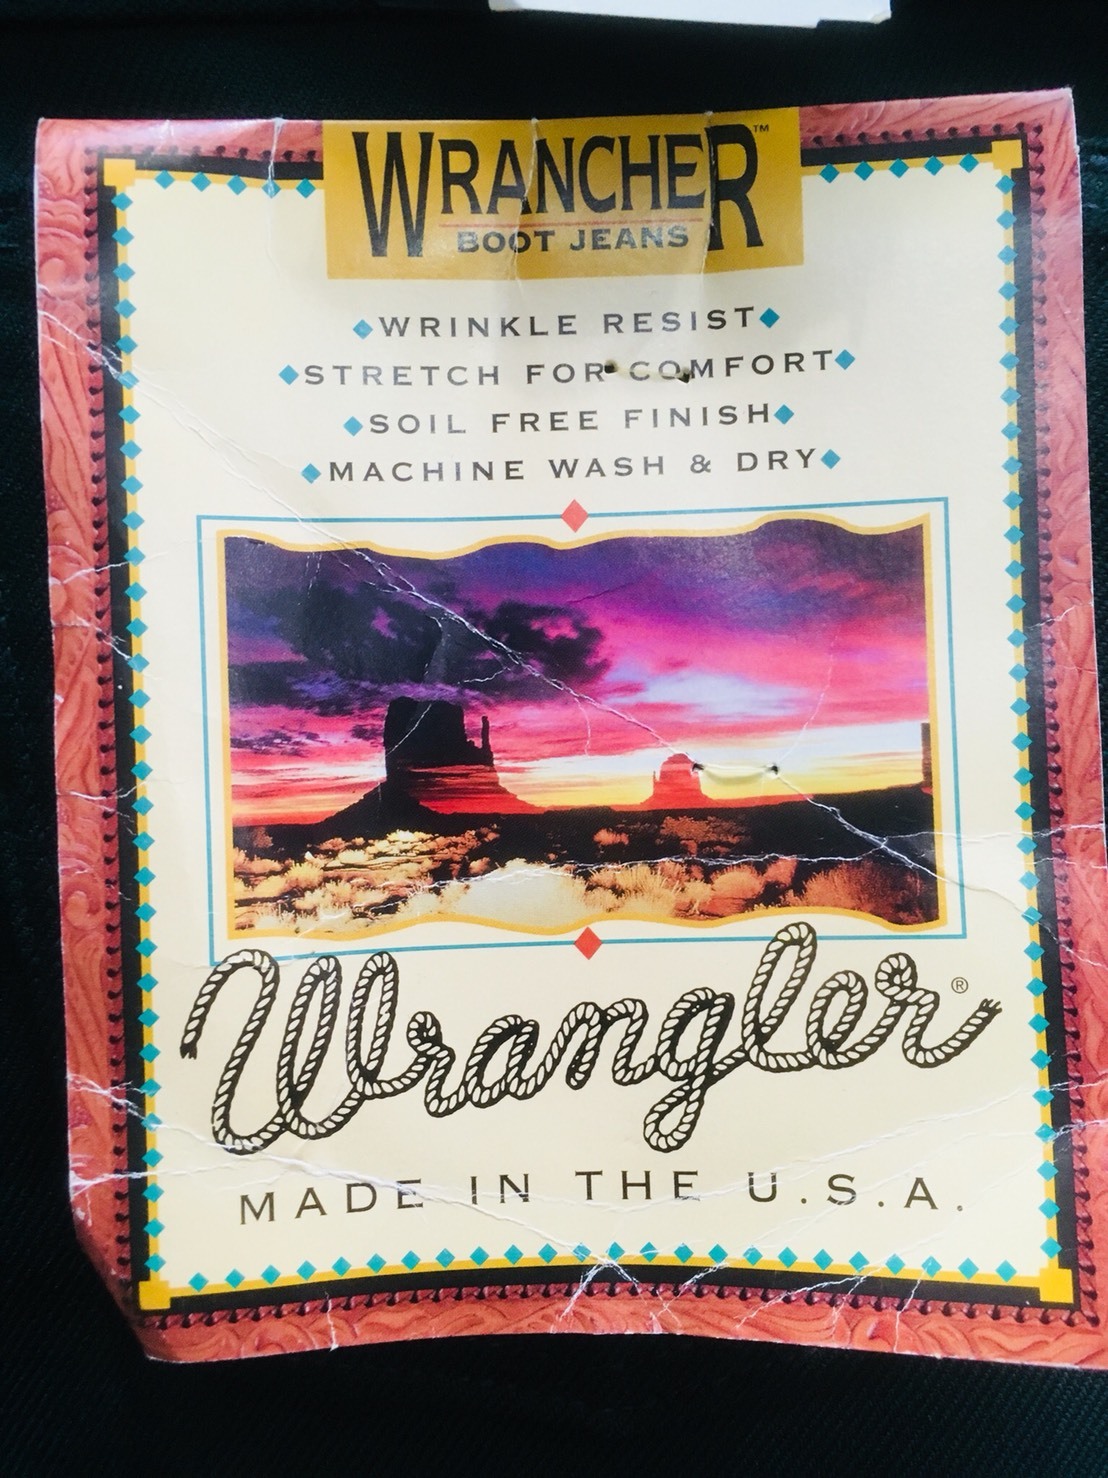 WRANCHER™
BOOT JEANS
WRINKLE RESIST
STRETCH FOR COMFORT
SOIL FREE FINISH
MACHINE WASH & DRY
Wrangler®
MADE IN THE U.S.A.